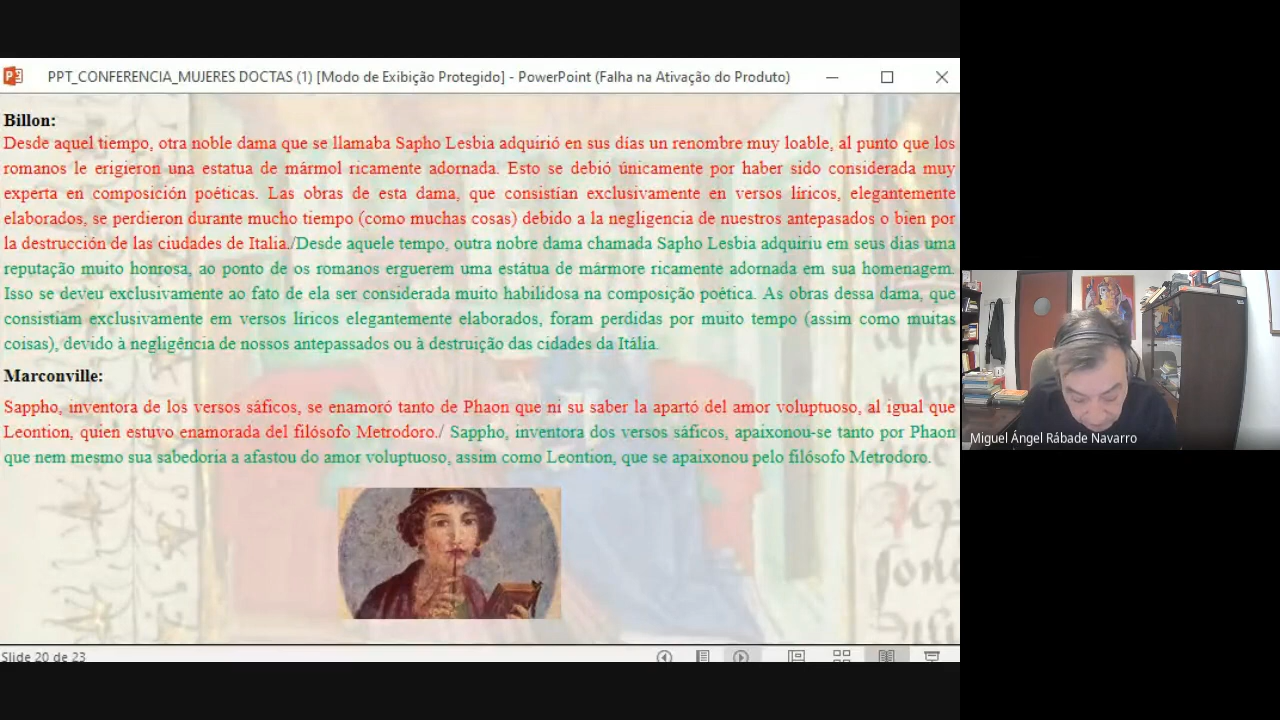 PPT_CONFERENCIA_MUJERES DOCTAS (1) [Modo de Exibição Protegido] - PowerPoint (Falha na Ativação do Produto)
Billon:
Desde aquel tiempo, otra noble dama que se llamaba Sapho Lesbia adquirió en sus días un renombre muy loable, al punto que los
romanos le erigieron una estatua de mármol ricamente adornada. Esto se debió únicamente por haber sido considerada muy
experta en composición poéticas. Las obras de esta dama, que consistían exclusivamente en versos líricos, elegantemente
elaborados, se perdieron durante mucho tiempo (como muchas cosas) debido a la negligencia de nuestros antepasados o bien por
la destrucción de las ciudades de Italia./Desde aquele tempo, outra nobre dama chamada Sapho Lesbia adquiriu em seus dias uma
reputação muito honrosa, ao ponto de os romanos erguerem uma estátua de mármore ricamente adornada em sua homenagem.
Isso se deveu exclusivamente ao fato de ela ser considerada muito habilidosa na composição poética. As obras dessa dama, que
consistiam exclusivamente em versos líricos elegantemente elaborados, foram perdidas por muito tempo (assim como muitas
coisas), devido à negligência de nossos antepassados ou à destruição das cidades da Itália.
Marconville:
Sappho, inventora de los versos sáficos, se enamoró tanto de Phaon que ni su saber la apartó del amor voluptuoso, al igual que
Leontion, quien estuvo enamorada del filósofo Metrodoro./ Sappho, inventora dos versos sáficos, apaixonou-se tanto por Phaon
que nem mesmo sua sabedoria a afastou do amor voluptuoso, assim como Leontion, que se apaixonou pelo filósofo Metrodoro.
Slide 20 de 23
Miguel Ángel Rábade Navarro